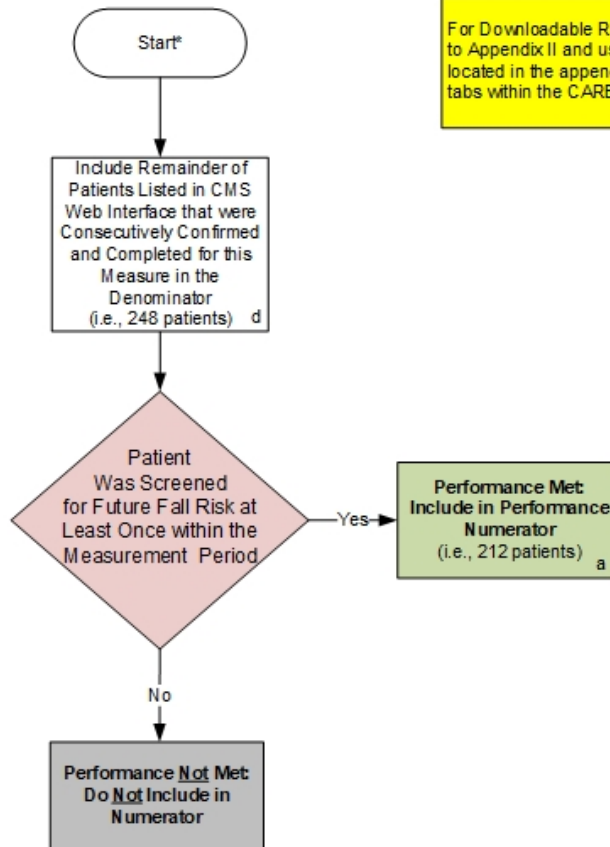 Start*
For Downloadable R
to Appendix II and us
located in the append
tabs within the CARE
Include Remainder of
Patients Listed in CMS
Web Interface that were
Consecutively Confirmed
and Completed for this
Measure in the
Denominator
(i.e., 248 patients) d
Patient
Was Screened
for Future Fall Risk at
Least Once within the
Measurement Period
Yes
Performance Met:
Include in Performance
Numerator
(i.e., 212 patients) a
No
Performance Not Met:
Do Not Include in
Numerator